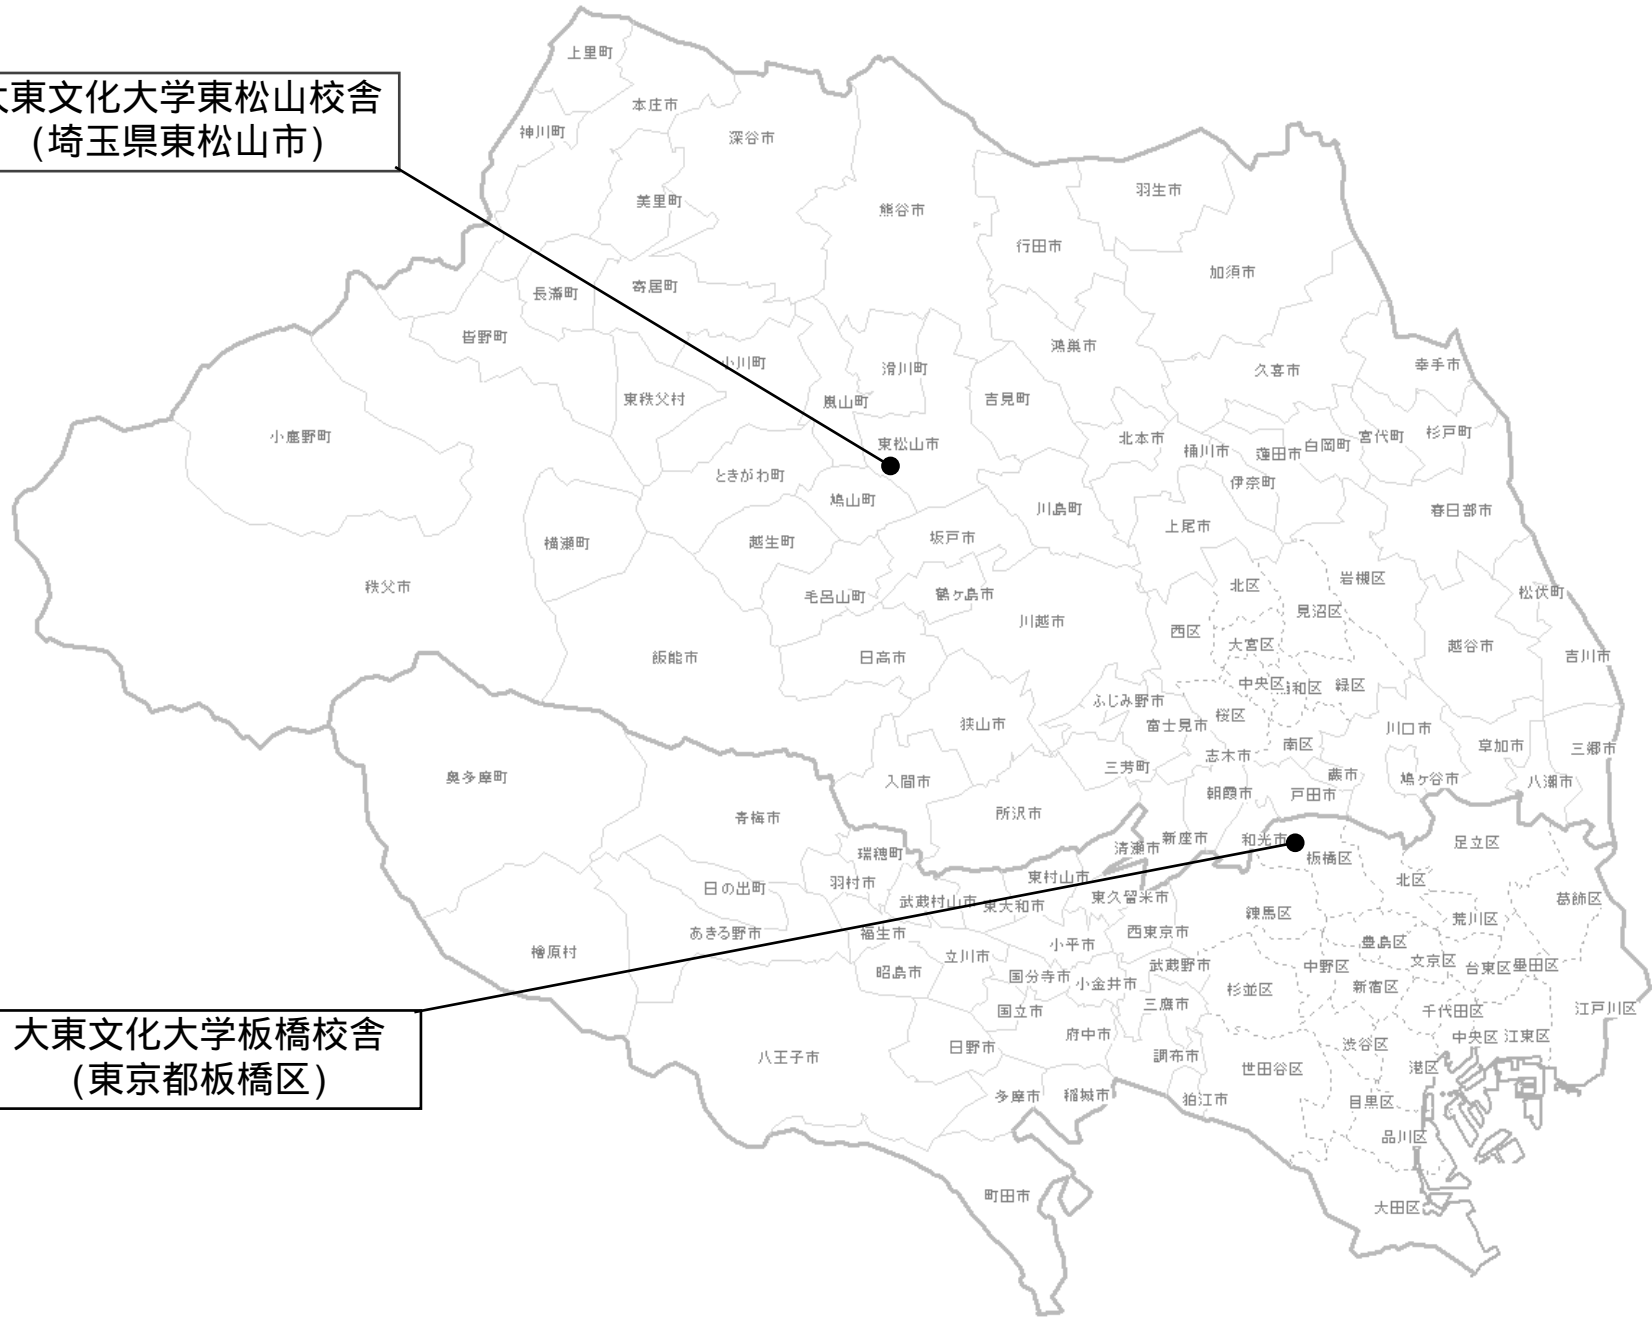 上里町
本庄市
大東文化大学東松山校舎
(埼玉県東松山市)
神川町
深谷市
美里町
熊谷市
羽生市
行田市
加須市
長瀞町
寄居町
皆野町
小川町
滑川町
鴻巣市
久喜市
幸手市
東秩父村
嵐山町
吉見町
小鹿野町
東松山市
北本市
桶川市
蓮田市
白岡町
宮代町
杉戸町
ときがわ町
鳩山町
川島町
伊奈町
春日部市
上尾市
横瀬町
越生町
坂戸市
秩父市
毛呂山町
鶴ヶ島市
北区
岩槻区
松伏町
見沼区
川越市
西区
大宮区
越谷市
吉川市
飯能市
日高市
中央区
浦和区
緑区
ふじみ野市
狭山市
富士見市
桜区
川口市
南区
草加市
三郷市
志木市
奥多摩町
入間市
三芳町
蕨市
鳩ヶ谷市
八潮市
朝霞市
戸田市
青梅市
所沢市
新座市
和光市
清瀬市
足立区
瑞穂町
板橋区
羽村市
東村山市
北区
日の出町
武蔵村山市
東大和市
東久留米市
葛飾区
練馬区
荒川区
あきる野市
福生市
西東京市
檜原村
小平市
豊島区
立川市
昭島市
国分寺市
武蔵野市
中野区
文京区
台東区
墨田区
小金井市
杉並区
新宿区
国立市
三鷹市
千代田区
江戸川区
大東文化大学板橋校舎
(東京都板橋区)
府中市
中央区
江東区
日野市
渋谷区
八王子市
調布市
世田谷区
港区
多摩市
稲城市
狛江市
目黒区
品川区
町田市
大田区